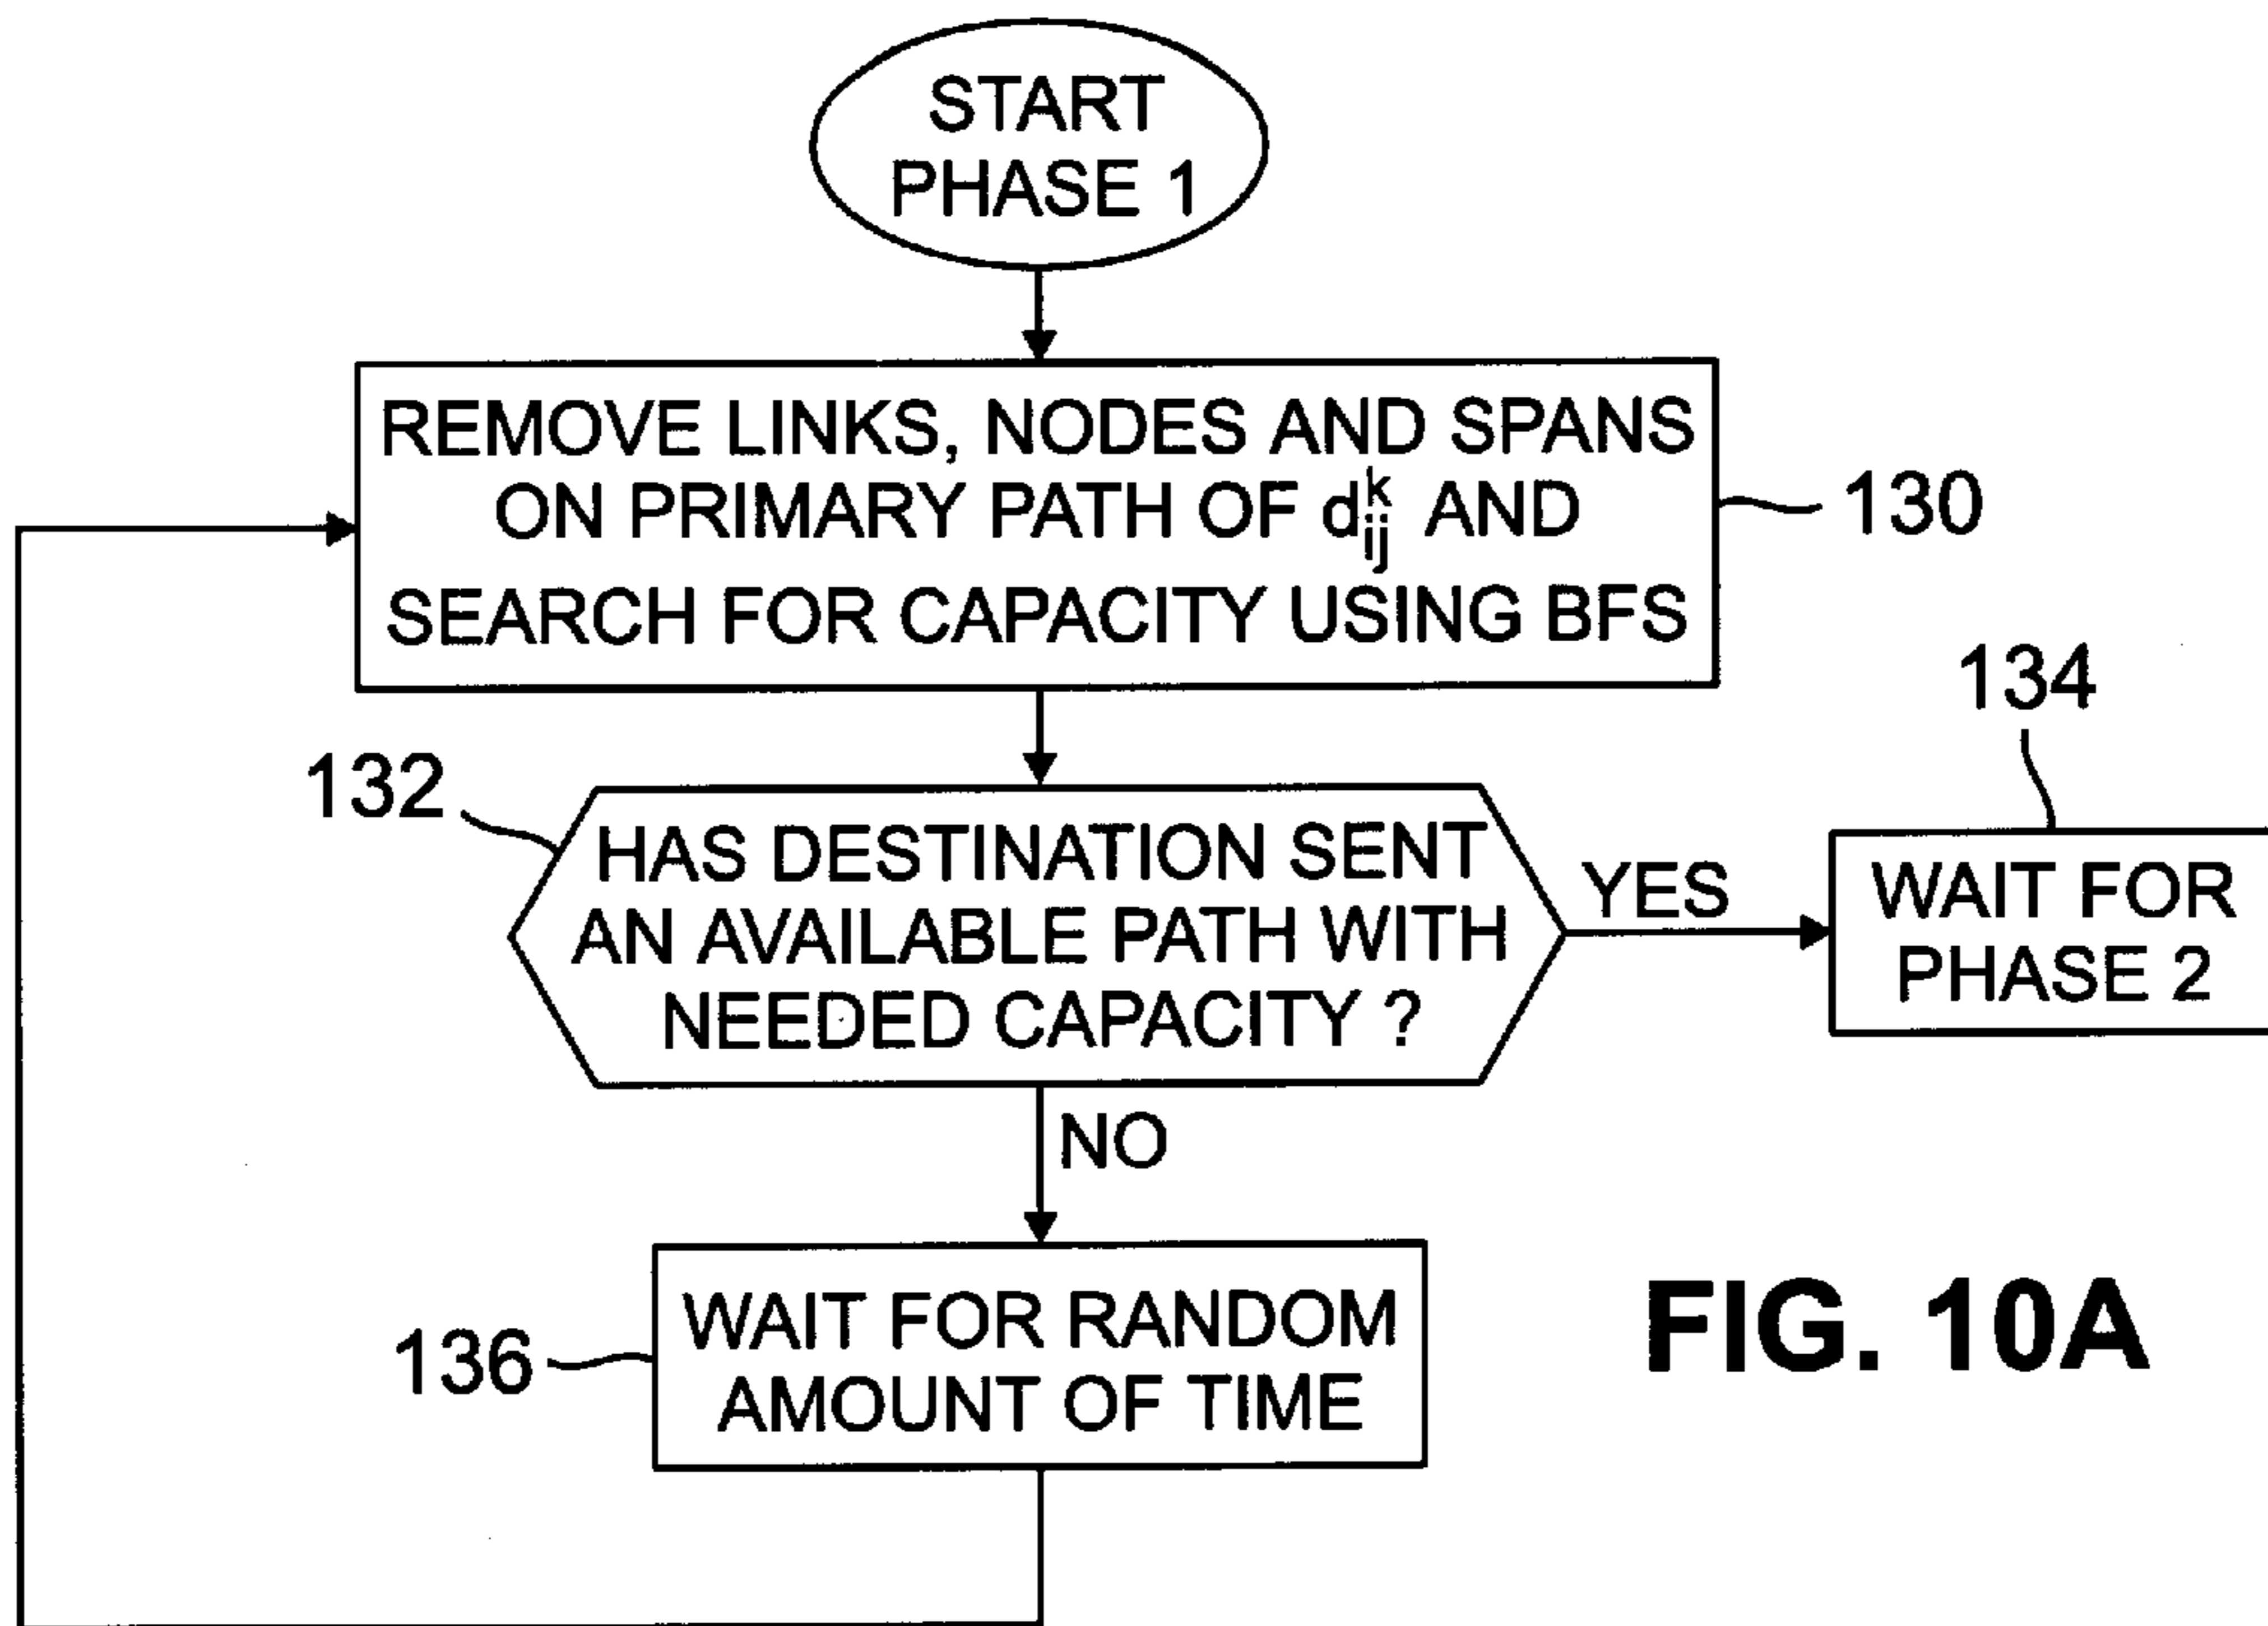 START
PHASE 1
REMOVE LINKS, NODES AND SPANS
ON PRIMARY PATH OF d^k_ij AND
SEARCH FOR CAPACITY USING BFS
130
134
132
HAS DESTINATION SENT
AN AVAILABLE PATH WITH
NEEDED CAPACITY ?
YES
WAIT FOR
PHASE 2
NO
WAIT FOR RANDOM
AMOUNT OF TIME
136
FIG. 10A